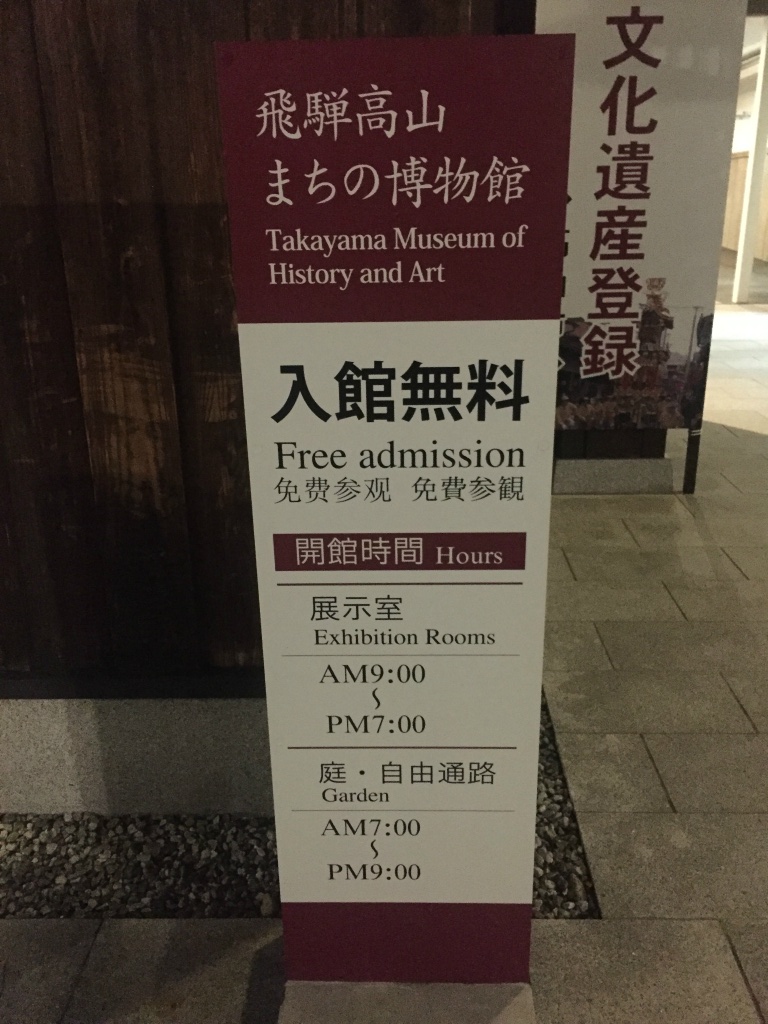 飛騨高山
まちの博物館
Takayama Museum of
History and Art
入館無料
Free admission
免费参观 免費参観
開館時間 Hours
展示室
Exhibition Rooms
AM9:00
〜
PM7:00
庭・自由通路
Garden
AM7:00
〜
PM9:00
文化遺産登録